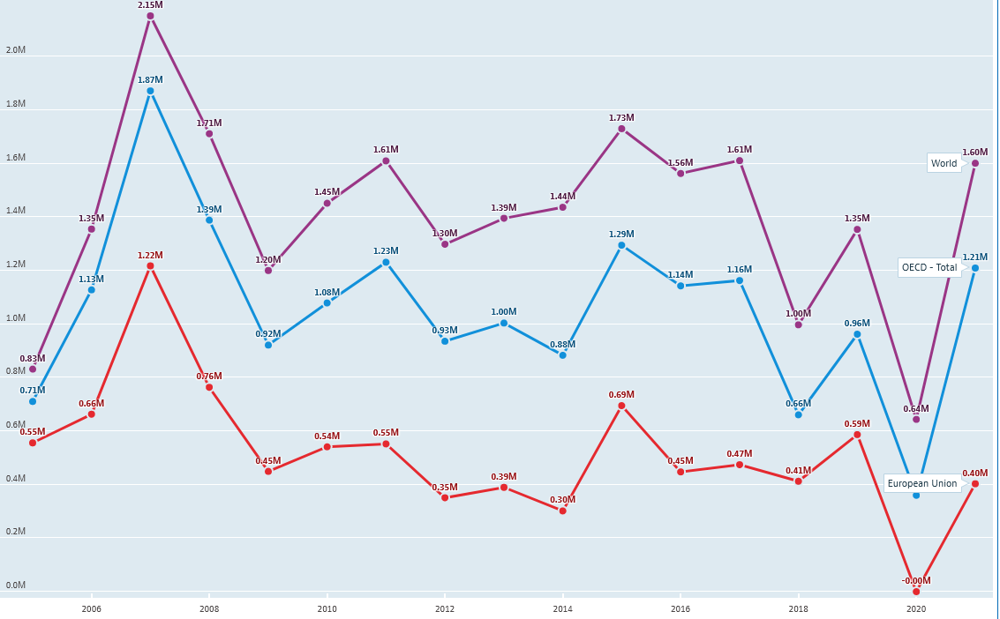 2.15M
2.0M
1.87M
1.8M
1.71M
1.73M
1.6M
1.61M
1.56M
1.61M
1.60M
World
1.45M
1.44M
1.4M
1.35M
1.39M
1.39M
1.30M
1.35M
1.29M
1.2M
1.22M
1.20M
1.23M
1.21M
OECD - Total
1.13M
1.08M
1.14M
1.16M
1.0M
1.00M
1.00M
0.92M
0.93M
0.88M
0.96M
0.83M
0.8M
0.76M
0.71M
0.69M
0.66M
0.66M
0.64M
0.6M
0.59M
0.55M
0.54M
0.55M
0.4M
0.45M
0.45M
0.47M
0.41M
0.40M
European Union
0.35M
0.39M
0.30M
0.2M
0.0M
-0.00M
2006 2008 2010 2012 2014 2016 2018 2020